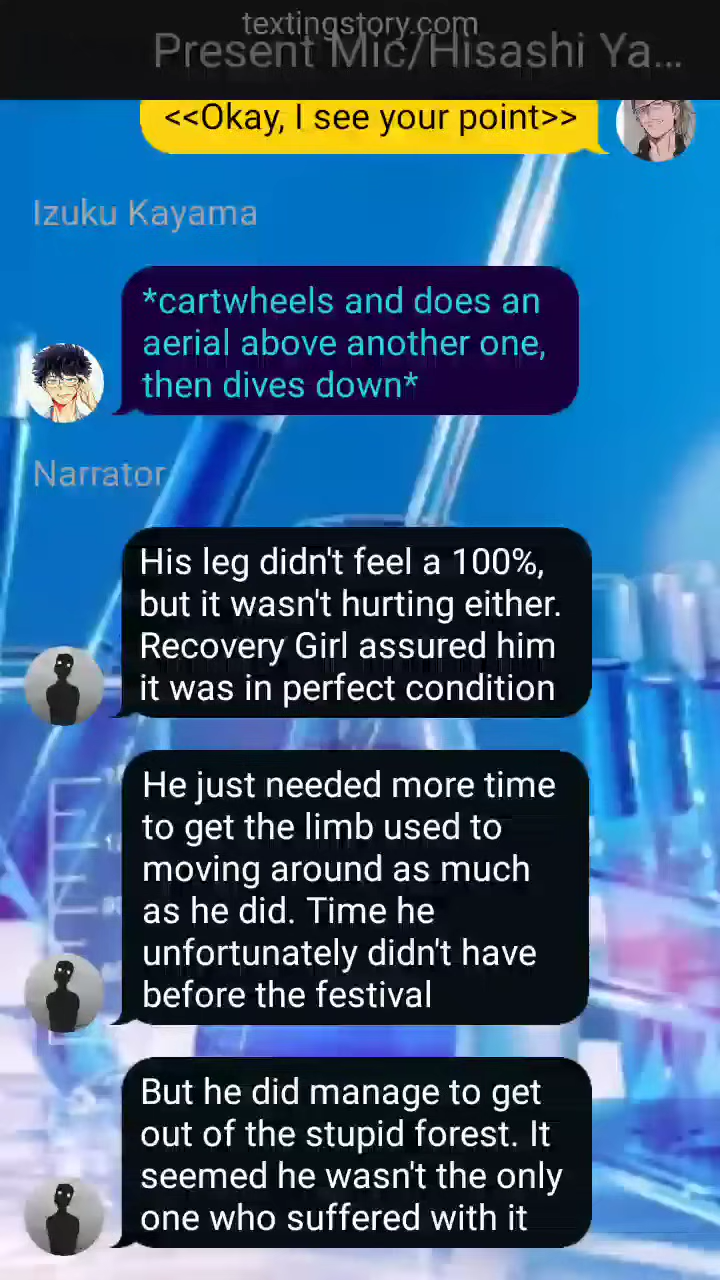 textingstory.com
Present Mic/Hisashi Ya...
<<Okay, I see your point>>
Izuku Kayama
*cartwheels and does an
aerial above another one,
then dives down*
Narrator
His leg didn't feel a 100%,
but it wasn't hurting either.
Recovery Girl assured him
it was in perfect condition
He just needed more time
to get the limb used to
moving around as much
as he did. Time he
unfortunately didn't have
before the festival
But he did manage to get
out of the stupid forest. It
seemed he wasn't the only
one who suffered with it